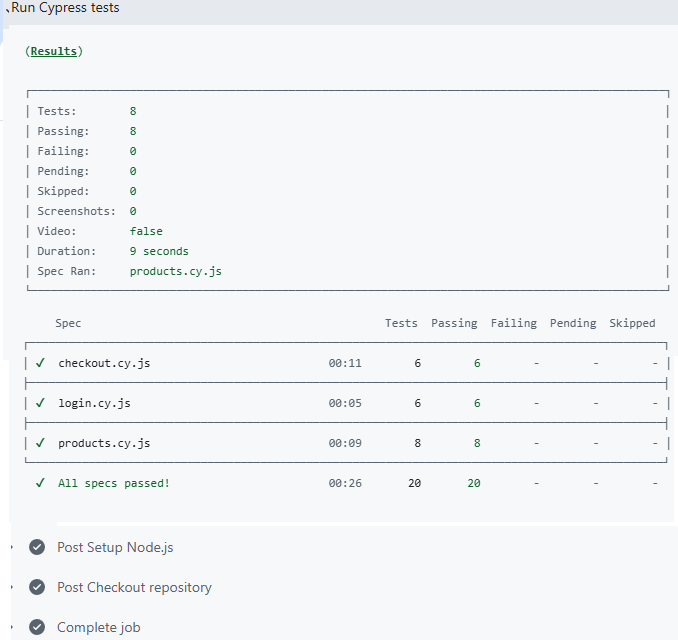 Run Cypress tests
(Results)
Tests: 8
Passing: 8
Failing: 0
Pending: 0
Skipped: 0
Screenshots: 0
Video: false
Duration: 9 seconds
Spec Ran: products.cy.js
Spec Tests Passing Failing Pending Skipped
✓ checkout.cy.js 00:11 6 6 - - -
✓ login.cy.js 00:05 6 6 - - -
✓ products.cy.js 00:09 8 8 - - -
✓ All specs passed! 00:26 20 20 - - -
Post Setup Node.js
Post Checkout repository
Complete job